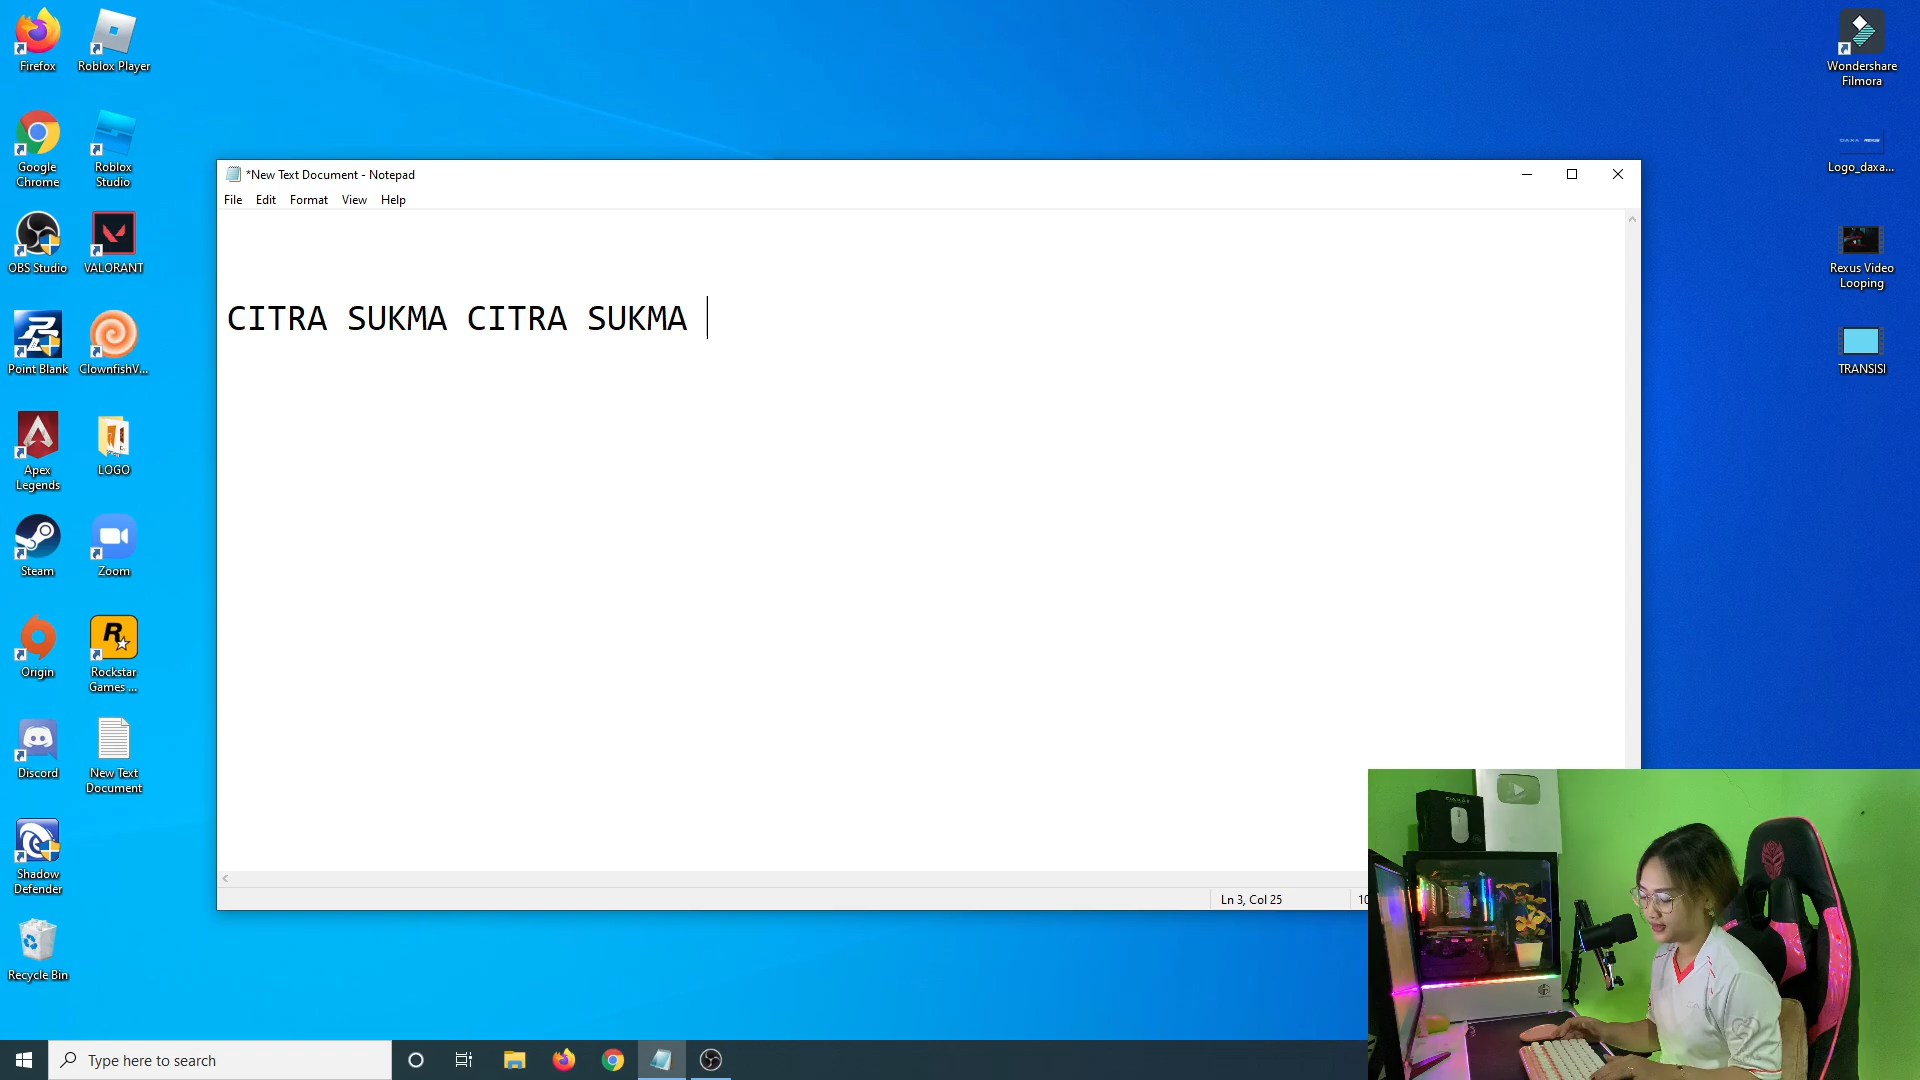 Firefox
Roblox Player
Google
Chrome
Roblox
Studio
OBS Studio
VALORANT
Point Blank
ClownfishV...
Apex
Legends
LOGO
Steam
Zoom
Origin
Rockstar
Games ...
Discord
New Text
Document
Shadow
Defender
Recycle Bin
*New Text Document - Notepad
File Edit Format View Help
CITRA SUKMA CITRA SUKMA
Ln 3, Col 25
10
Wondershare
Filmora
Logo_daxa...
Rexus Video
Looping
TRANSISI
Type here to search